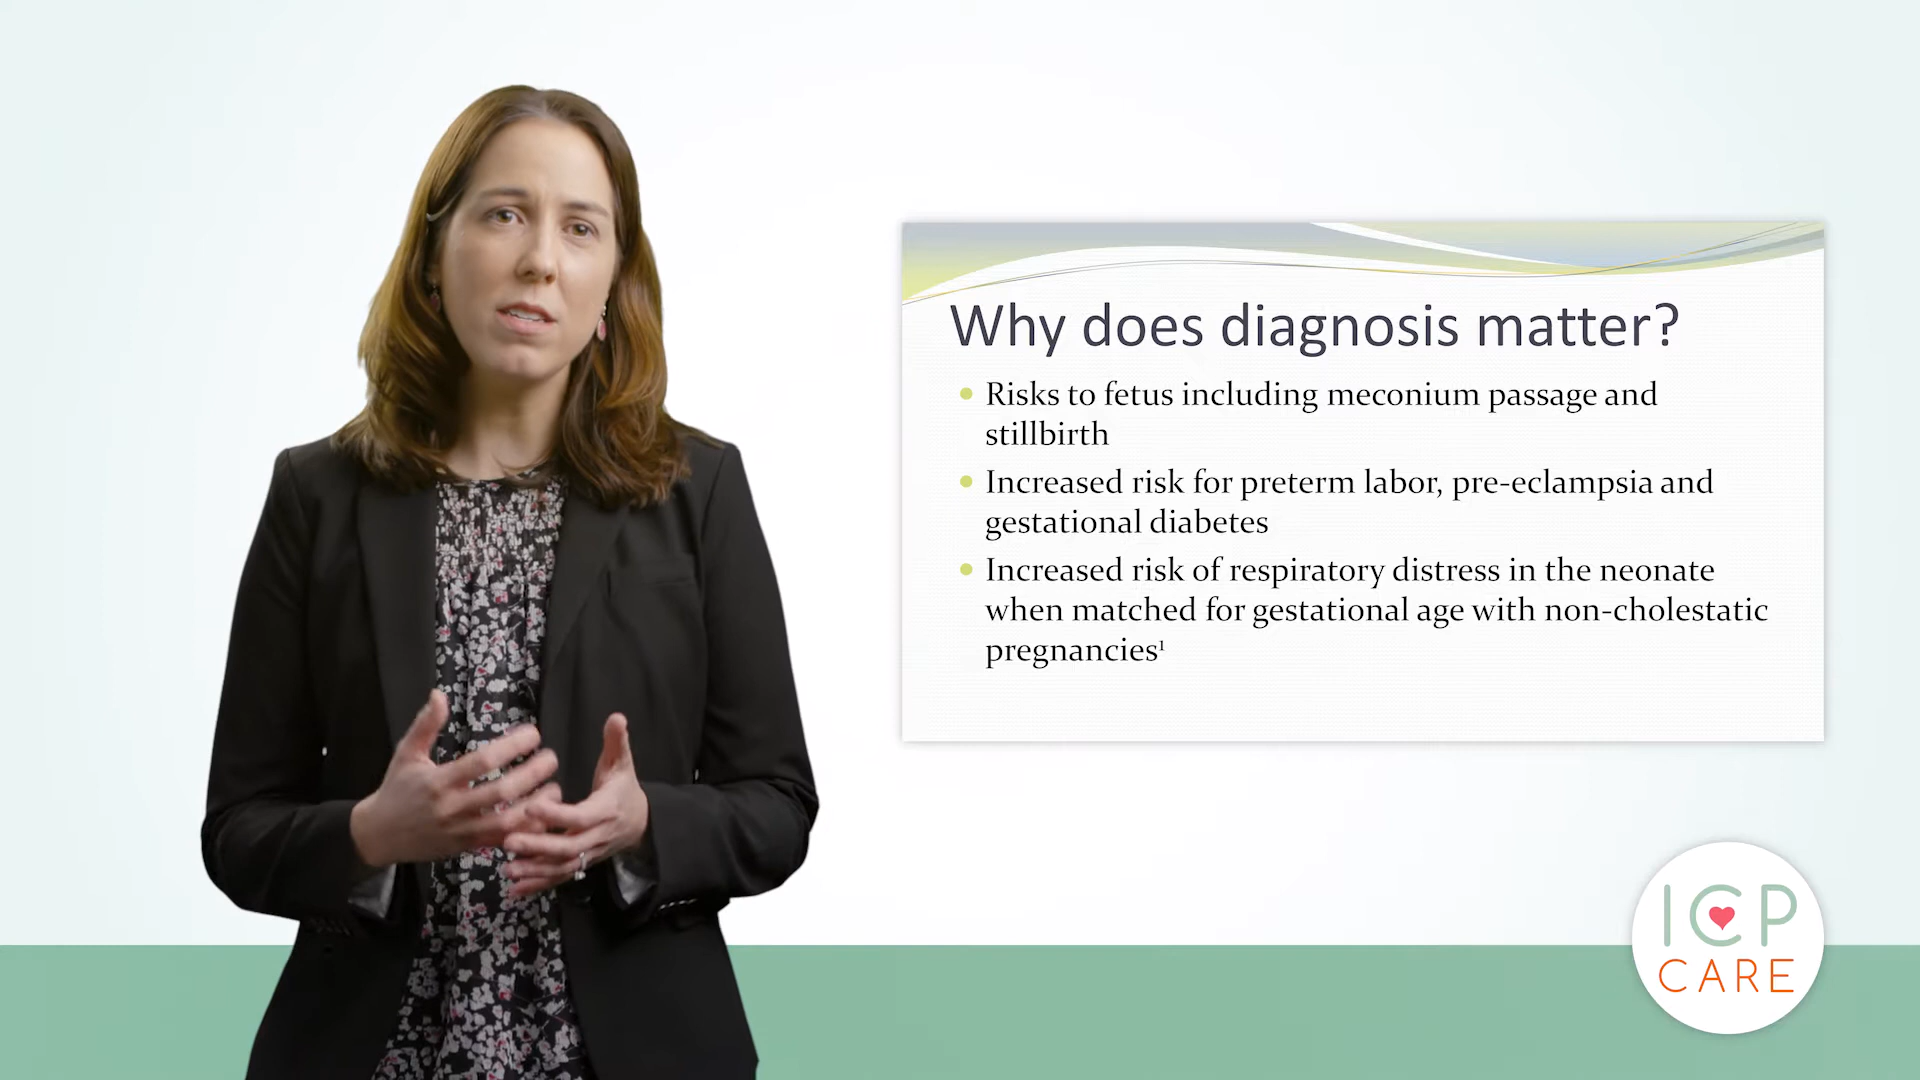 Why does diagnosis matter?
Risks to fetus including meconium passage and
stillbirth
Increased risk for preterm labor, pre-eclampsia and
gestational diabetes
Increased risk of respiratory distress in the neonate
when matched for gestational age with non-cholestatic
pregnancies¹
ICP
CARE